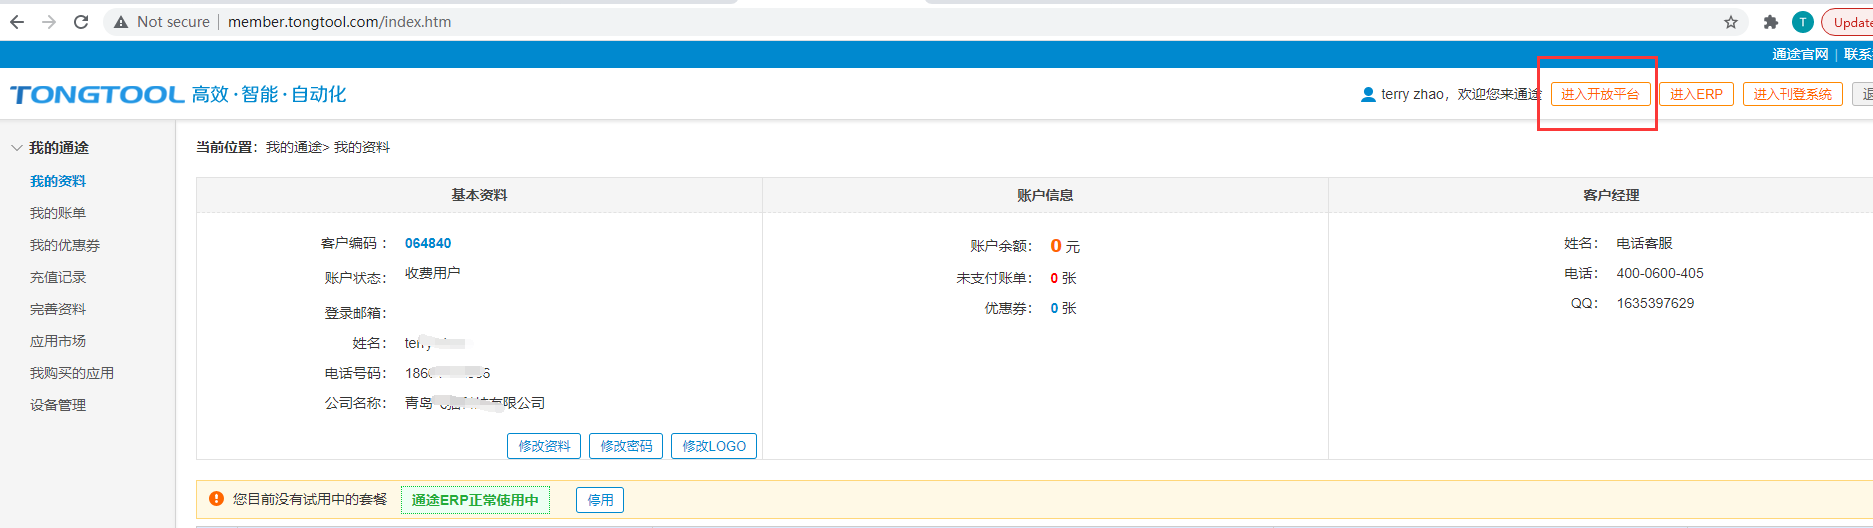 Not secure | member.tongtool.com/index.htm
T
Update
通途官网 | 联系
TONGTOOL 高效·智能·自动化
terry zhao，欢迎您来通途 进入开放平台 进入ERP 进入刊登系统 退
我的通途
我的资料
我的账单
我的优惠券
充值记录
完善资料
应用市场
我购买的应用
设备管理
当前位置：我的通途> 我的资料
基本资料
客户编码： 064840
账户状态： 收费用户
登录邮箱：
姓名： terry
电话号码： 186
公司名称： 青岛 有限公司
修改资料 修改密码 修改LOGO
账户信息
账户余额： 0 元
未支付账单： 0 张
优惠券： 0 张
客户经理
姓名： 电话客服
电话： 400-0600-405
QQ： 1635397629
您目前没有试用中的套餐 通途ERP正常使用中 停用